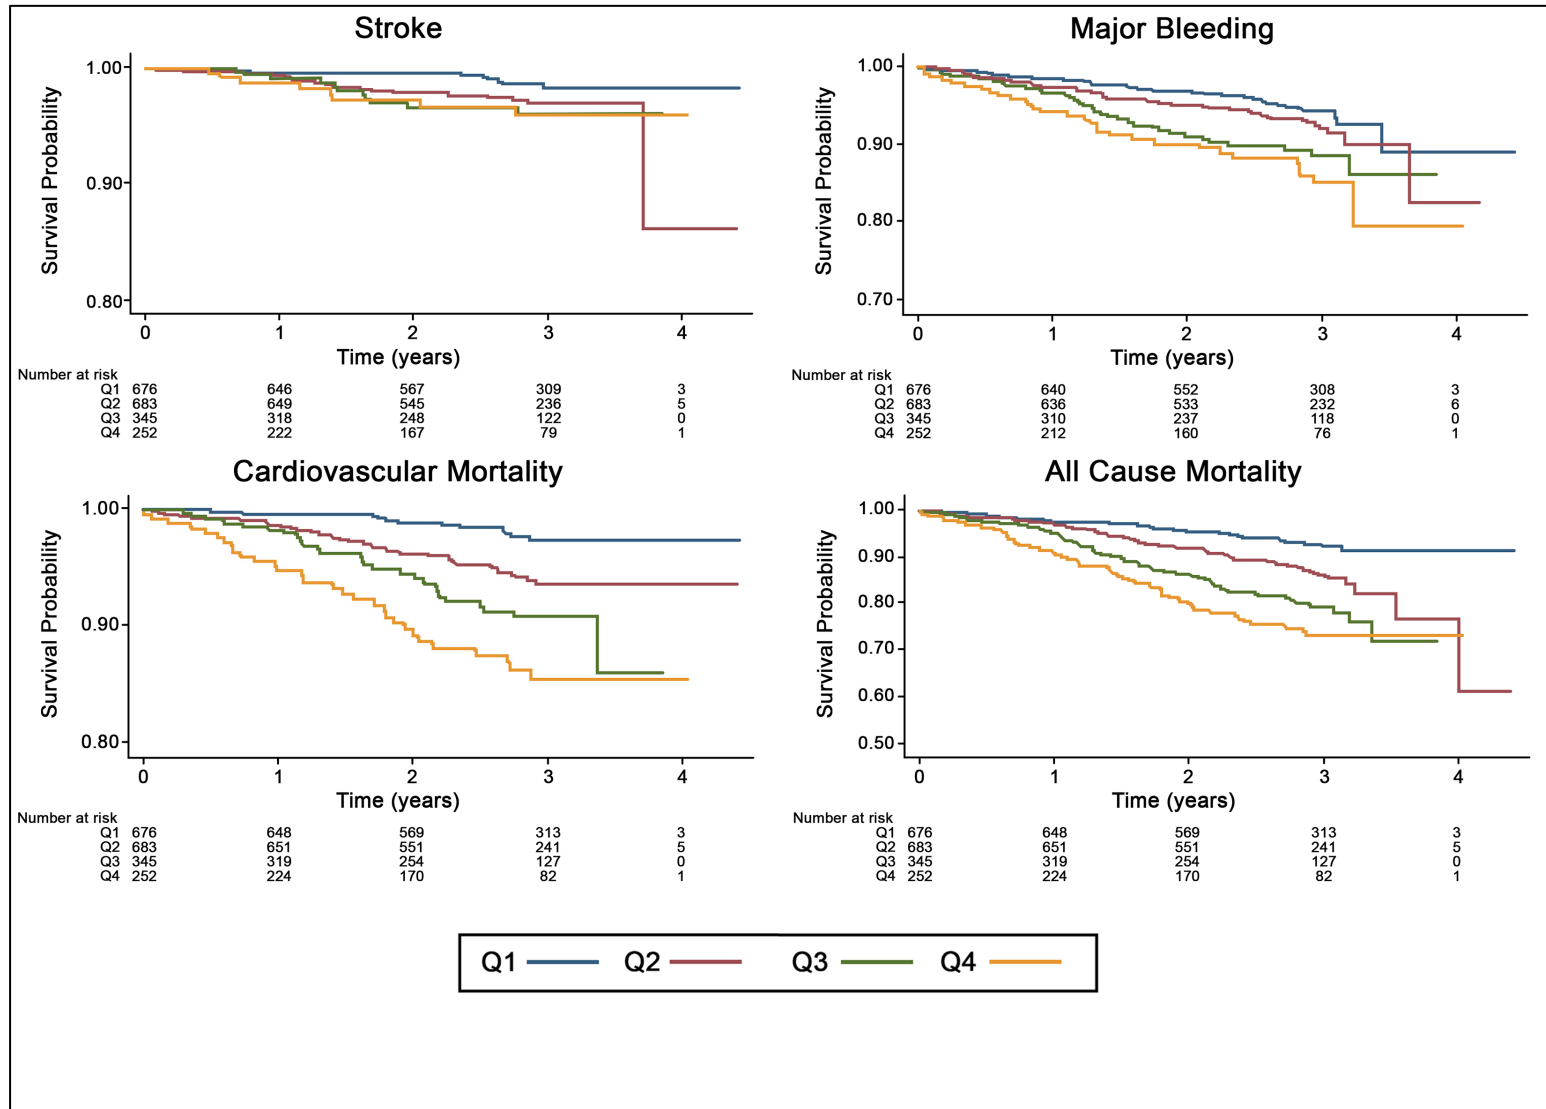 Stroke
Survival Probability
1.00
0.90
0.80
0 1 2 3 4
Time (years)
Number at risk
Q1 676 646 567 309 3
Q2 683 649 545 236 5
Q3 345 318 248 122 0
Q4 252 222 167 79 1
Major Bleeding
Survival Probability
1.00
0.90
0.80
0.70
0 1 2 3 4
Time (years)
Number at risk
Q1 676 640 552 308 3
Q2 683 636 533 232 6
Q3 345 310 237 118 0
Q4 252 212 160 76 1
Cardiovascular Mortality
Survival Probability
1.00
0.90
0.80
0 1 2 3 4
Time (years)
Number at risk
Q1 676 648 569 313 3
Q2 683 651 551 241 5
Q3 345 319 254 127 0
Q4 252 224 170 82 1
All Cause Mortality
Survival Probability
1.00
0.90
0.80
0.70
0.60
0.50
0 1 2 3 4
Time (years)
Number at risk
Q1 676 648 569 313 3
Q2 683 651 551 241 5
Q3 345 319 254 127 0
Q4 252 224 170 82 1
Q1 Q2 Q3 Q4